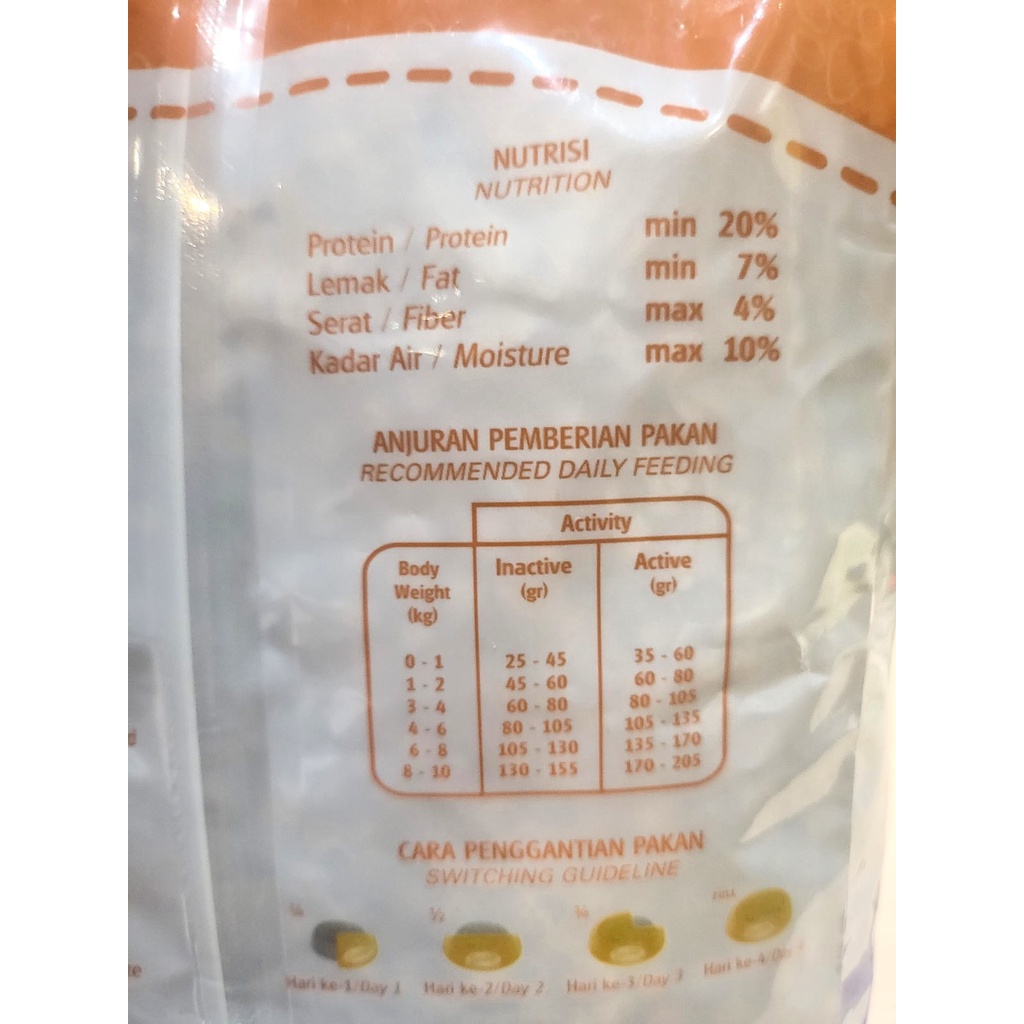 NUTRISI
NUTRITION
Protein / Protein min 20%
Lemak / Fat min 7%
Serat / Fiber max 4%
Kadar Air / Moisture max 10%
ANJURAN PEMBERIAN PAKAN
RECOMMENDED DAILY FEEDING
Activity
Body Weight (kg) Inactive (gr) Active (gr)
0 - 1 25 - 45 35 - 60
1 - 2 45 - 60 60 - 80
3 - 4 60 - 80 80 - 105
4 - 6 80 - 105 105 - 135
6 - 8 105 - 130 135 - 170
8 - 10 130 - 155 170 - 205
CARA PENGGANTIAN PAKAN
SWITCHING GUIDELINE
½ FULL
Hari ke-1/Day 1 Hari ke-2/Day 2 Hari ke-3/Day 3 Hari ke-4/Day